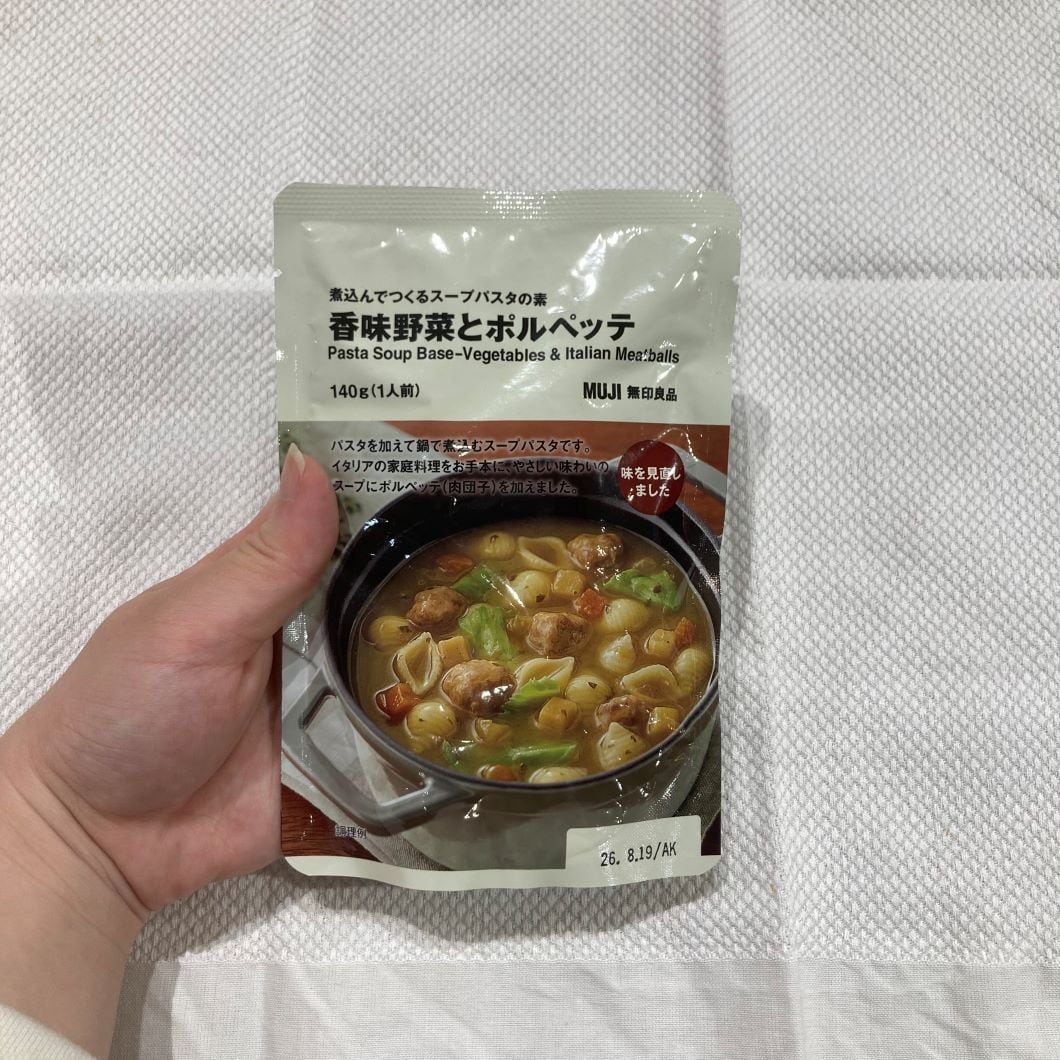 煮込んでつくるスープパスタの素
香味野菜とポルペッテ
Pasta Soup Base-Vegetables & Italian Meatballs
140g(1人前)
MUJI 無印良品
パスタを加えて鍋で煮込むスープパスタです。
イタリアの家庭料理をお手本に、やさしい味わいの
スープにポルペッテ(肉団子)を加えました。
味を見直し
ました
調理例
26. 8.19/AK